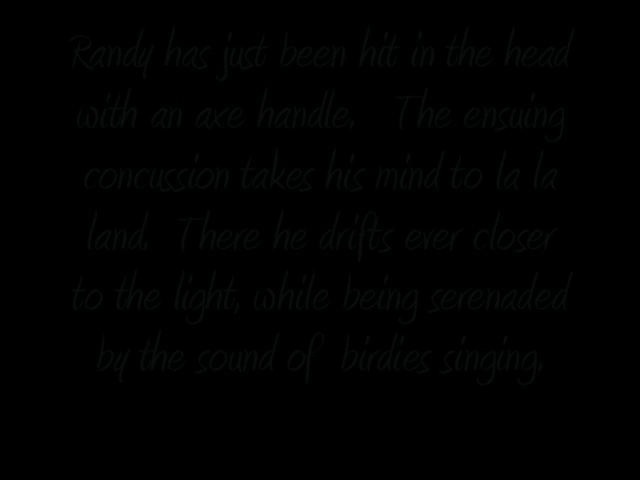 Randy has just been hit in the head
with an axe handle.  The ensuing
concussion takes his mind to la la
land.  There he drifts ever closer
to the light, while being serenaded
by the sound of  birdies singing.